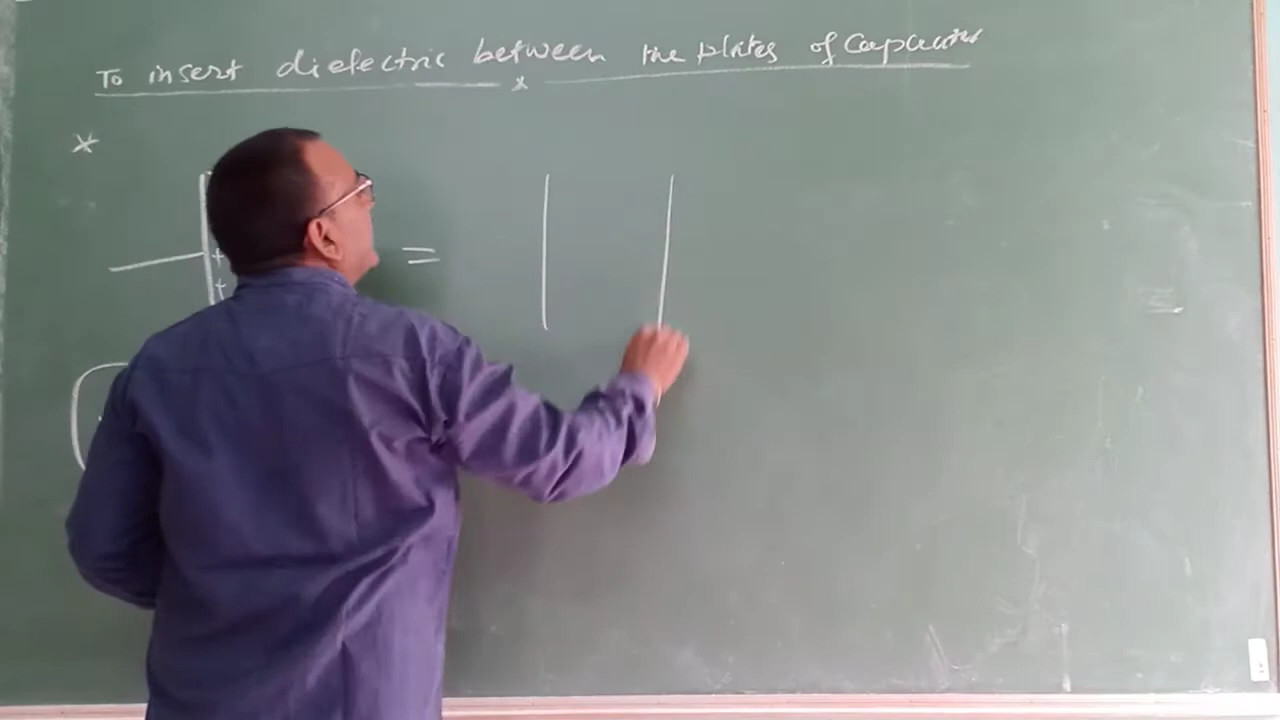 To insert dielectric between the plates of Capacitor
*
*
+ =
+